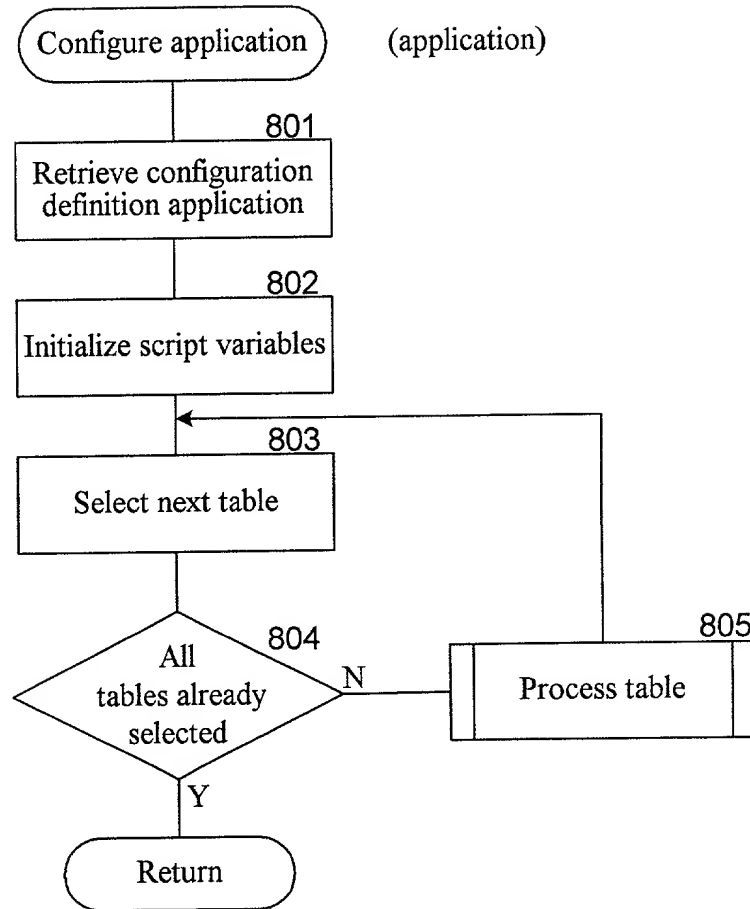 Configure application
(application)
801
Retrieve configuration
definition application
802
Initialize script variables
803
Select next table
804
All
tables already
selected
N
805
Process table
Y
Return